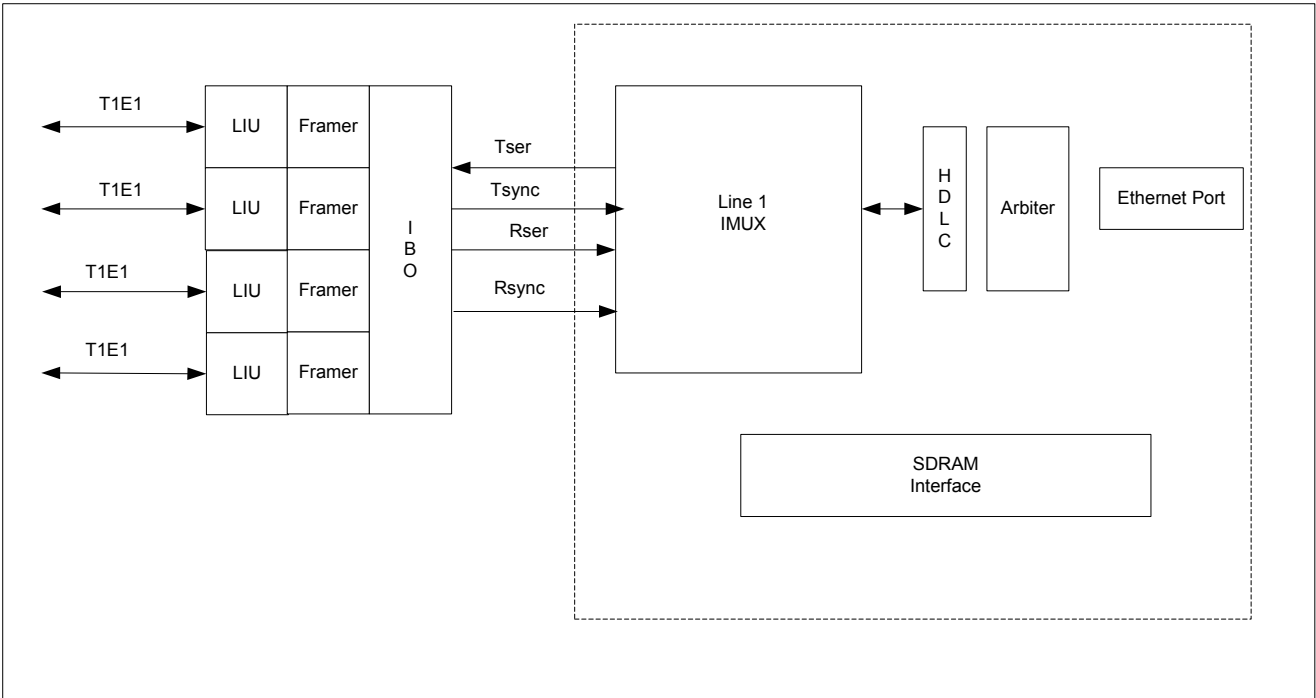 T1E1
LIU
Framer
T1E1
LIU
Framer
T1E1
LIU
Framer
T1E1
LIU
Framer
I
B
O
Tser
Tsync
Rser
Rsync
Line 1
IMUX
H
D
L
C
Arbiter
Ethernet Port
SDRAM
Interface